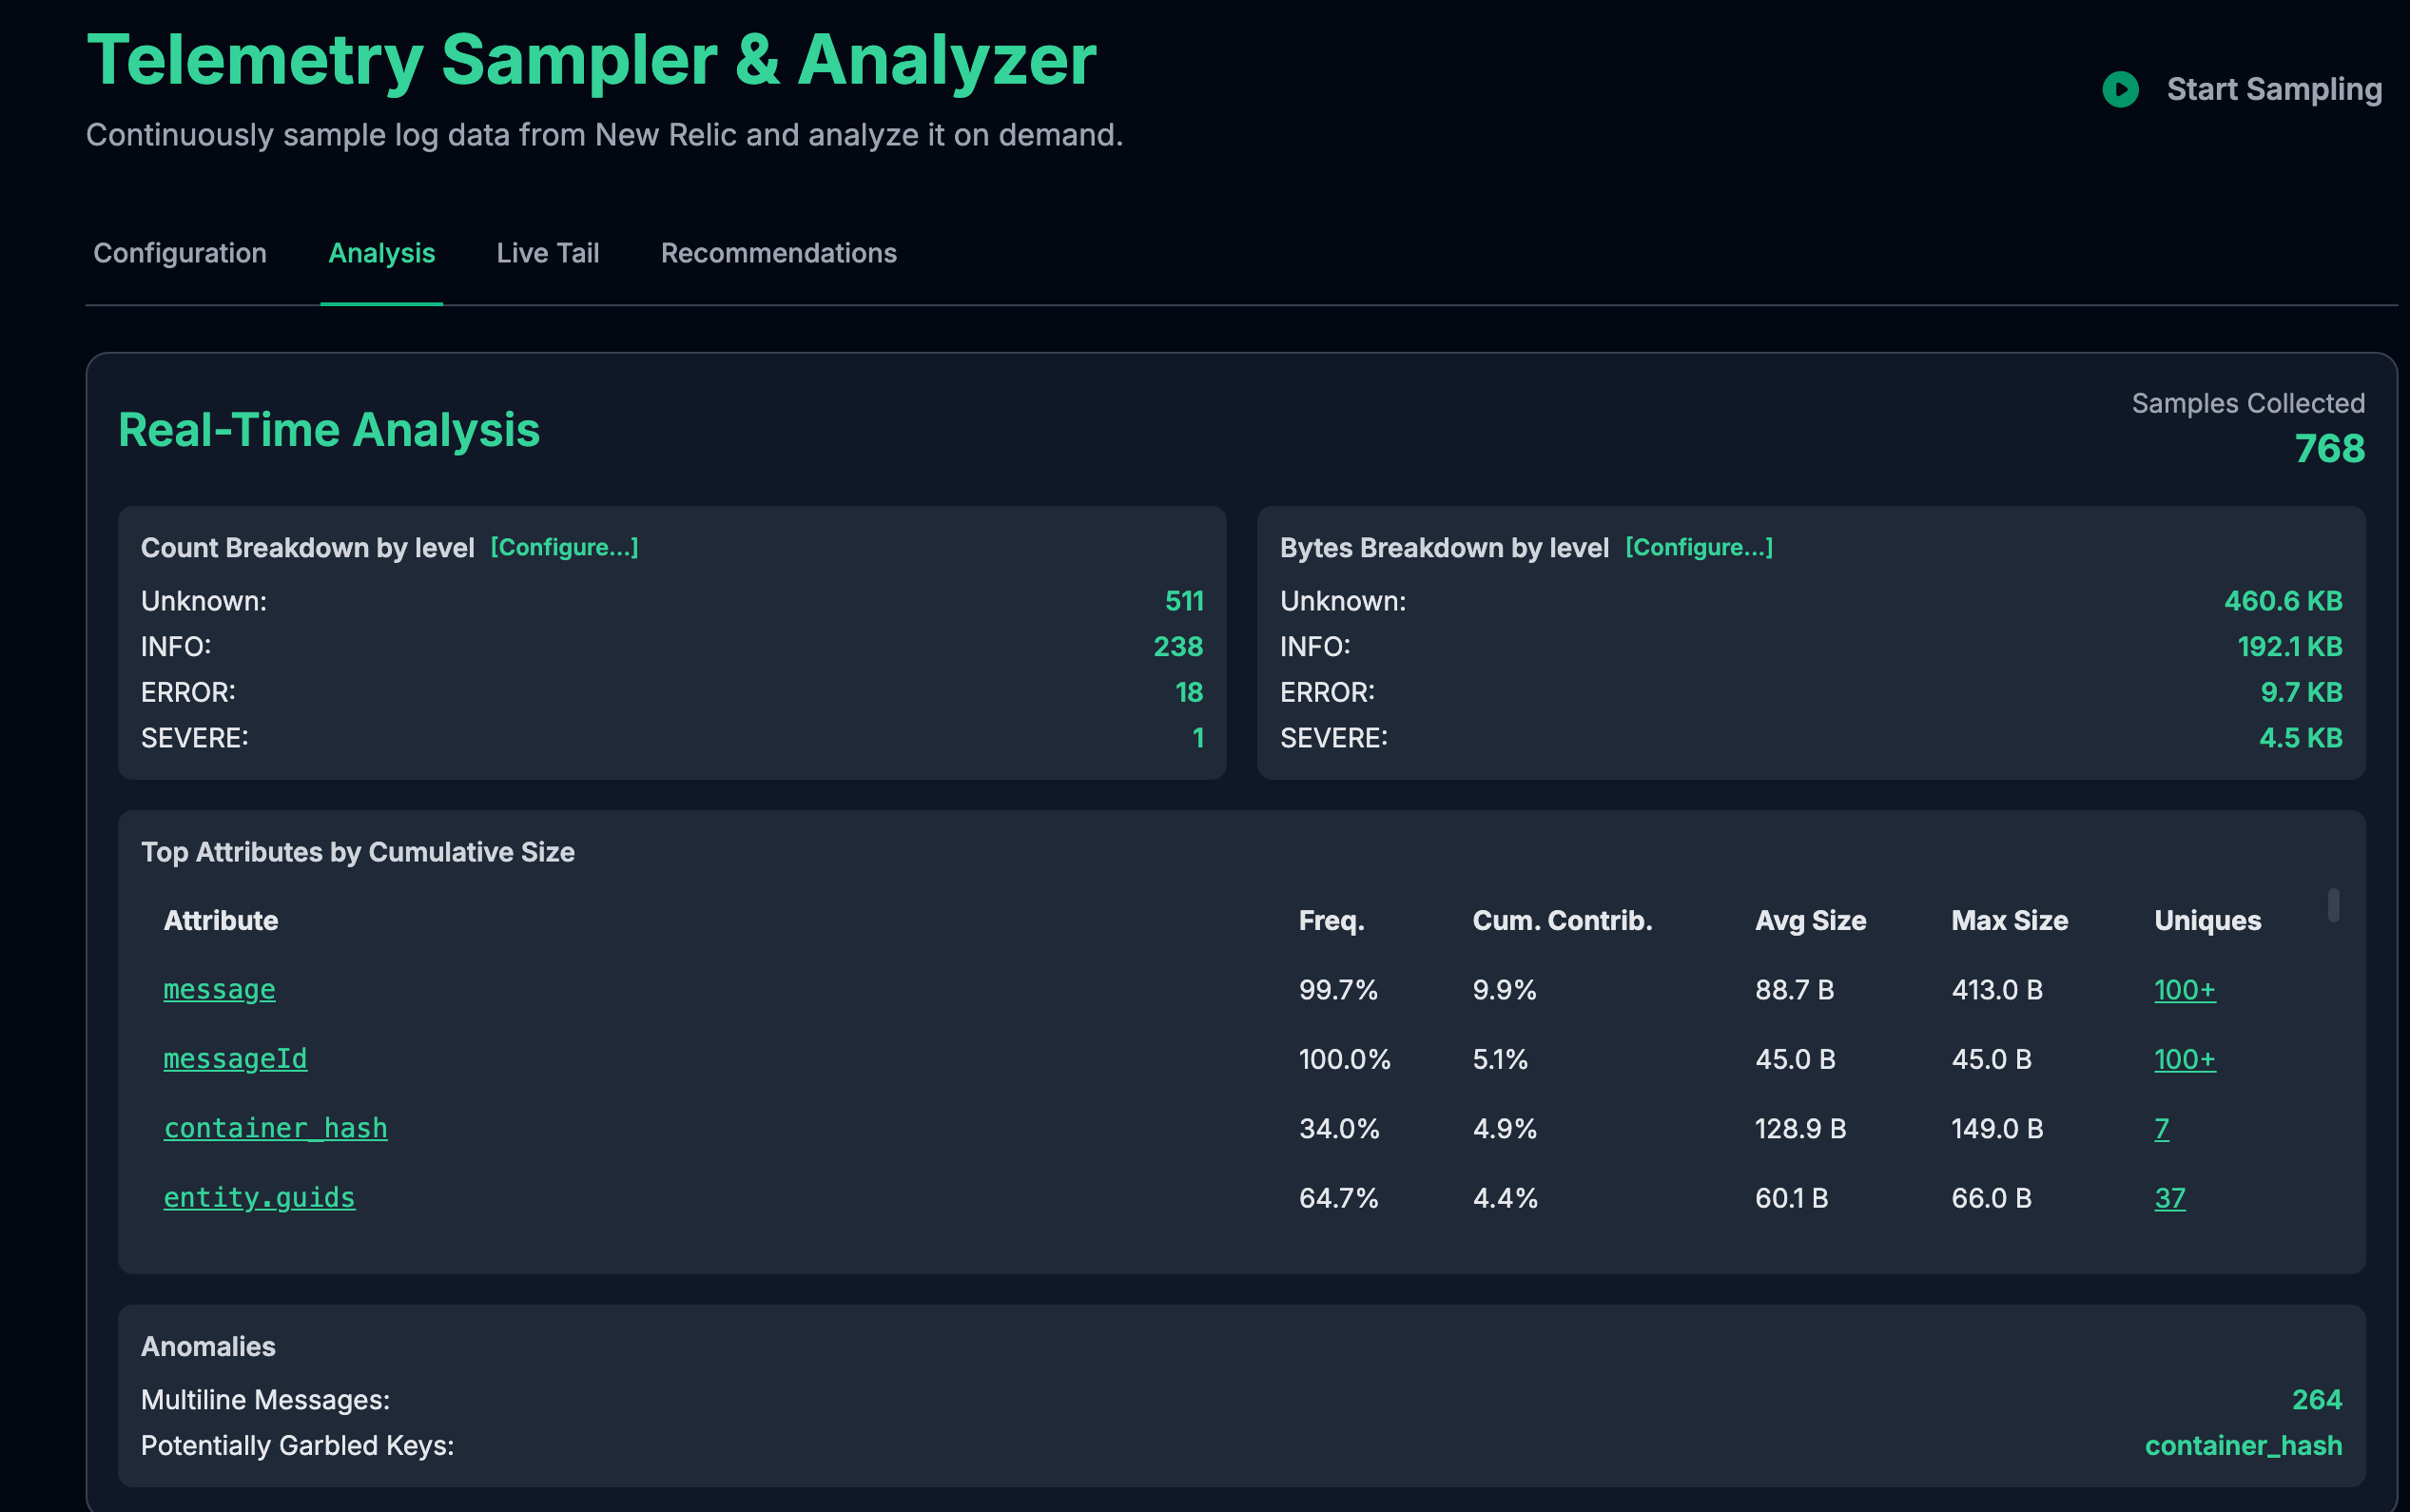 Telemetry Sampler & Analyzer
Start Sampling
Continuously sample log data from New Relic and analyze it on demand.
Configuration Analysis Live Tail Recommendations
Real-Time Analysis
Samples Collected
768
Count Breakdown by level [Configure...]
Unknown: 511
INFO: 238
ERROR: 18
SEVERE: 1
Bytes Breakdown by level [Configure...]
Unknown: 460.6 KB
INFO: 192.1 KB
ERROR: 9.7 KB
SEVERE: 4.5 KB
Top Attributes by Cumulative Size
Attribute Freq. Cum. Contrib. Avg Size Max Size Uniques
message 99.7% 9.9% 88.7 B 413.0 B 100+
messageId 100.0% 5.1% 45.0 B 45.0 B 100+
container_hash 34.0% 4.9% 128.9 B 149.0 B 7
entity.guids 64.7% 4.4% 60.1 B 66.0 B 37
Anomalies
Multiline Messages: 264
Potentially Garbled Keys: container_hash